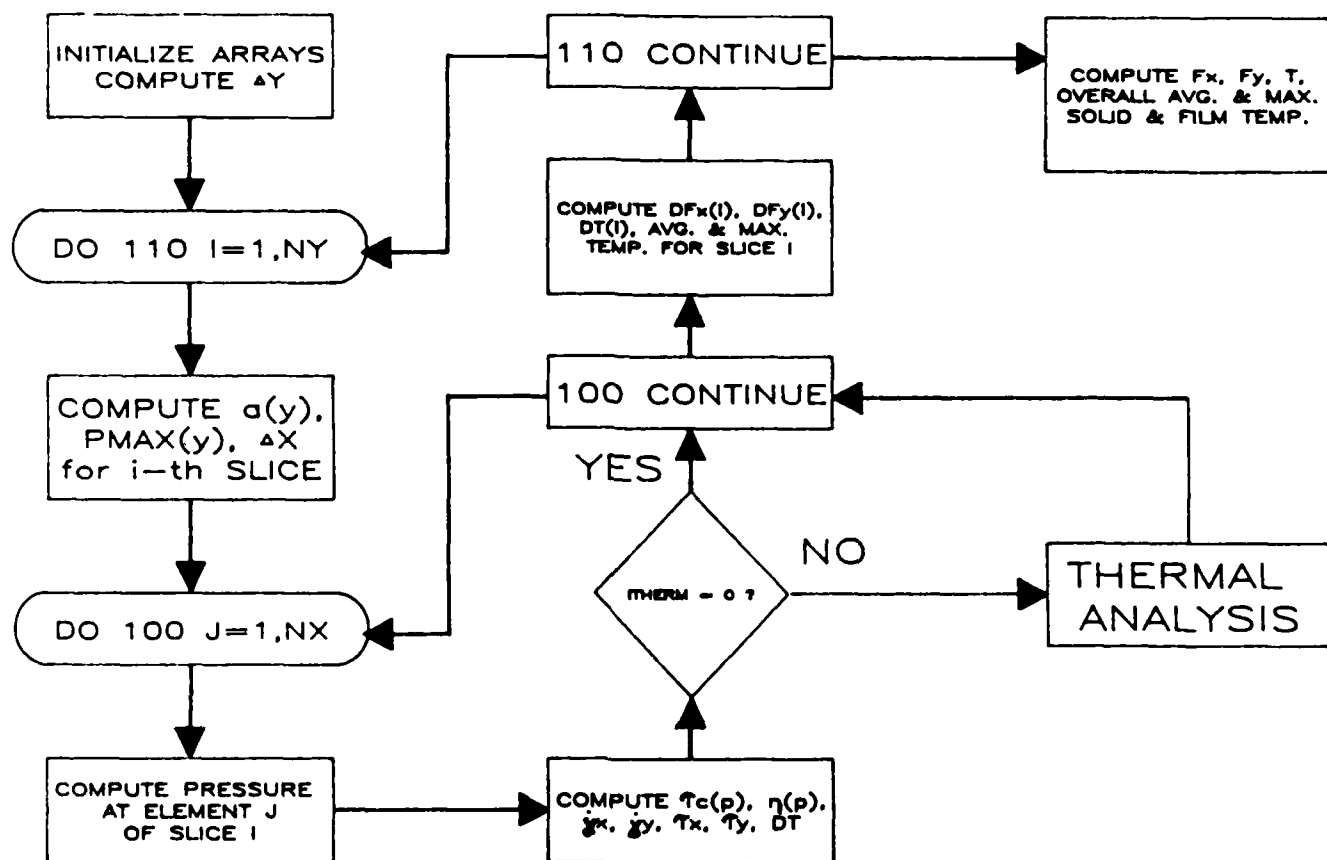 INITIALIZE ARRAYS
COMPUTE ΔY
DO 110 I=1,NY
COMPUTE a(y),
PMAX(y), ΔX
for i-th SLICE
DO 100 J=1,NX
COMPUTE PRESSURE
AT ELEMENT J
OF SLICE I
COMPUTE τc(p), η(p),
γ̇x, γ̇y, τx, τy, DT
ITHERM = 0 ?
YES
NO
THERMAL
ANALYSIS
100 CONTINUE
COMPUTE DFx(I), DFy(I),
DT(I), AVG. & MAX.
TEMP. FOR SLICE I
110 CONTINUE
COMPUTE Fx, Fy, T,
OVERALL AVG. & MAX.
SOLID & FILM TEMP.